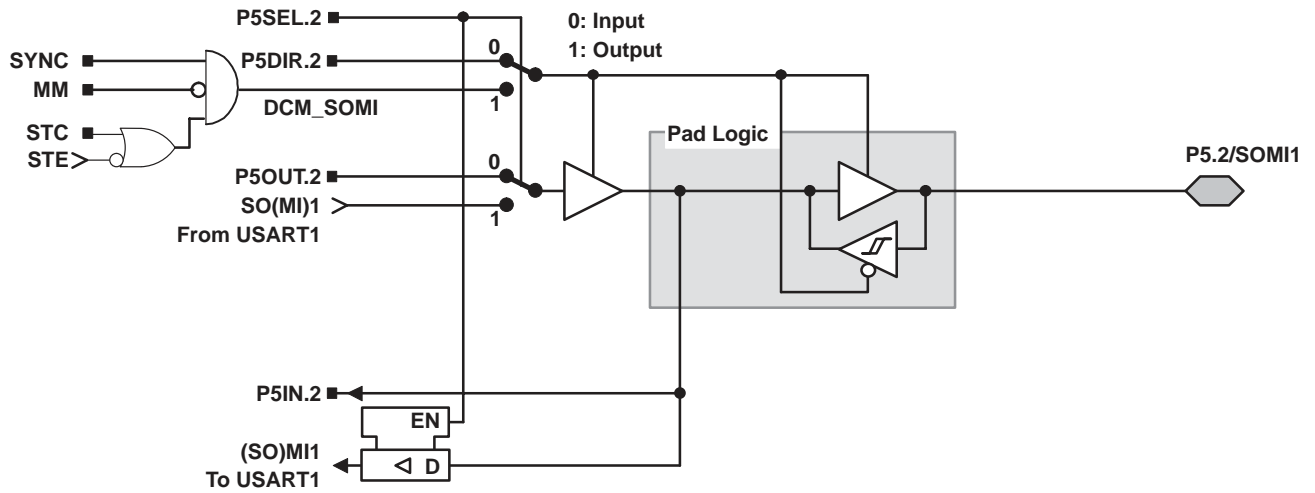 P5SEL.2
0: Input
1: Output
SYNC
P5DIR.2
0
MM
DCM_SOMI
1
STC
STE
Pad Logic
P5.2/SOMI1
P5OUT.2
0
SO(MI)1
1
From USART1
P5IN.2
EN
(SO)MI1
D
To USART1